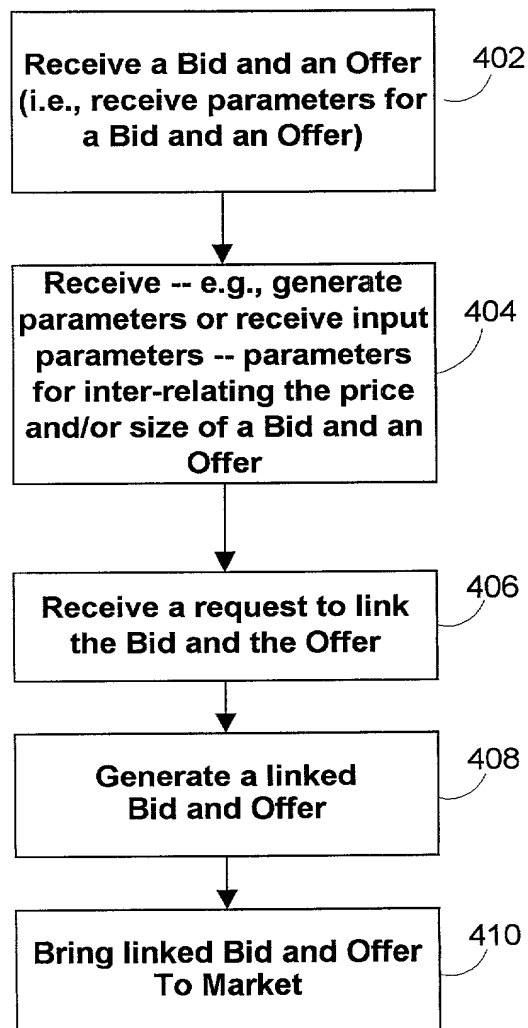 Receive a Bid and an Offer
(i.e., receive parameters for
a Bid and an Offer)
402
Receive -- e.g., generate
parameters or receive input
parameters -- parameters
for inter-relating the price
and/or size of a Bid and an
Offer
404
Receive a request to link
the Bid and the Offer
406
Generate a linked
Bid and Offer
408
Bring linked Bid and Offer
To Market
410